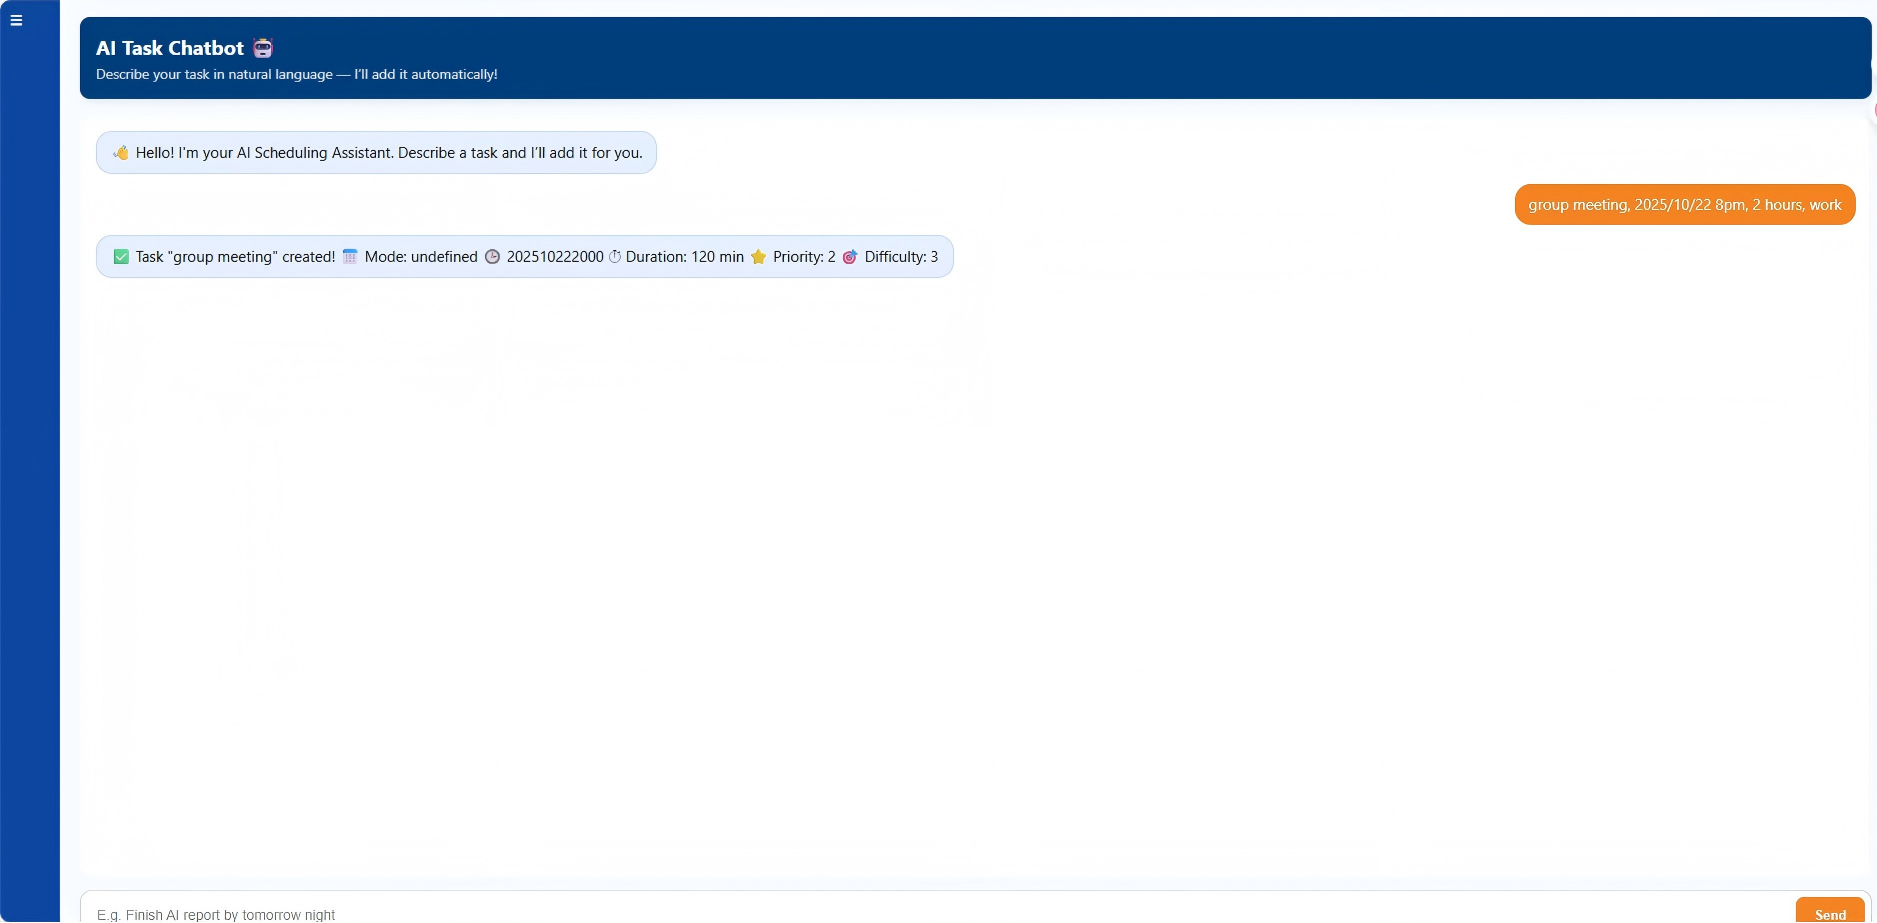 ☰
AI Task Chatbot 🤖
Describe your task in natural language — I’ll add it automatically!
👋 Hello! I'm your AI Scheduling Assistant. Describe a task and I’ll add it for you.
group meeting, 2025/10/22 8pm, 2 hours, work
✅ Task "group meeting" created! 📅 Mode: undefined 🕒 202510222000 ⏱ Duration: 120 min ⭐ Priority: 2 🎯 Difficulty: 3
E.g. Finish AI report by tomorrow night
Send